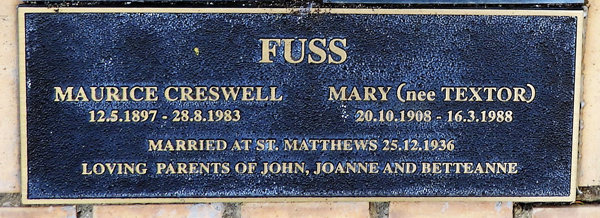 FUSS
MAURICE CRESWELL MARY (nee TEXTOR)
12.5.1897 - 28.8.1983 20.10.1908 - 16.3.1988
MARRIED AT ST. MATTHEWS 25.12.1936
LOVING PARENTS OF JOHN, JOANNE AND BETTEANNE